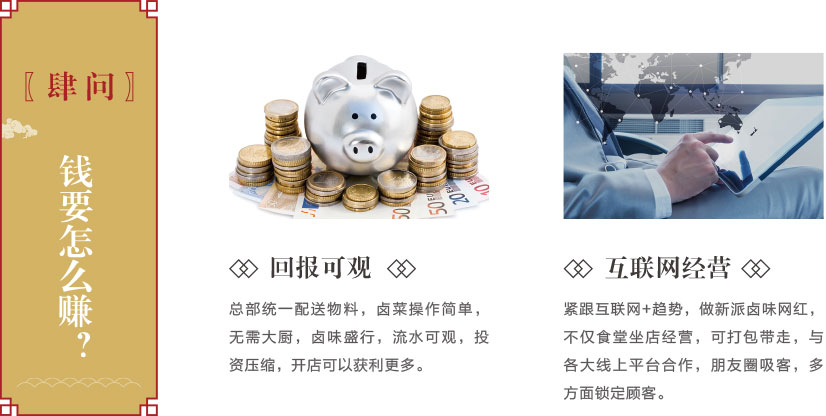 〖肆问〗
钱要怎么赚？
回报可观
总部统一配送物料，卤菜操作简单，
无需大厨，卤味盛行，流水可观，投
资压缩，开店可以获利更多。
互联网经营
紧跟互联网+趋势，做新派卤味网红，
不仅食堂坐店经营，可打包带走，与
各大线上平台合作，朋友圈吸客，多
方面锁定顾客。
50
20
50
10